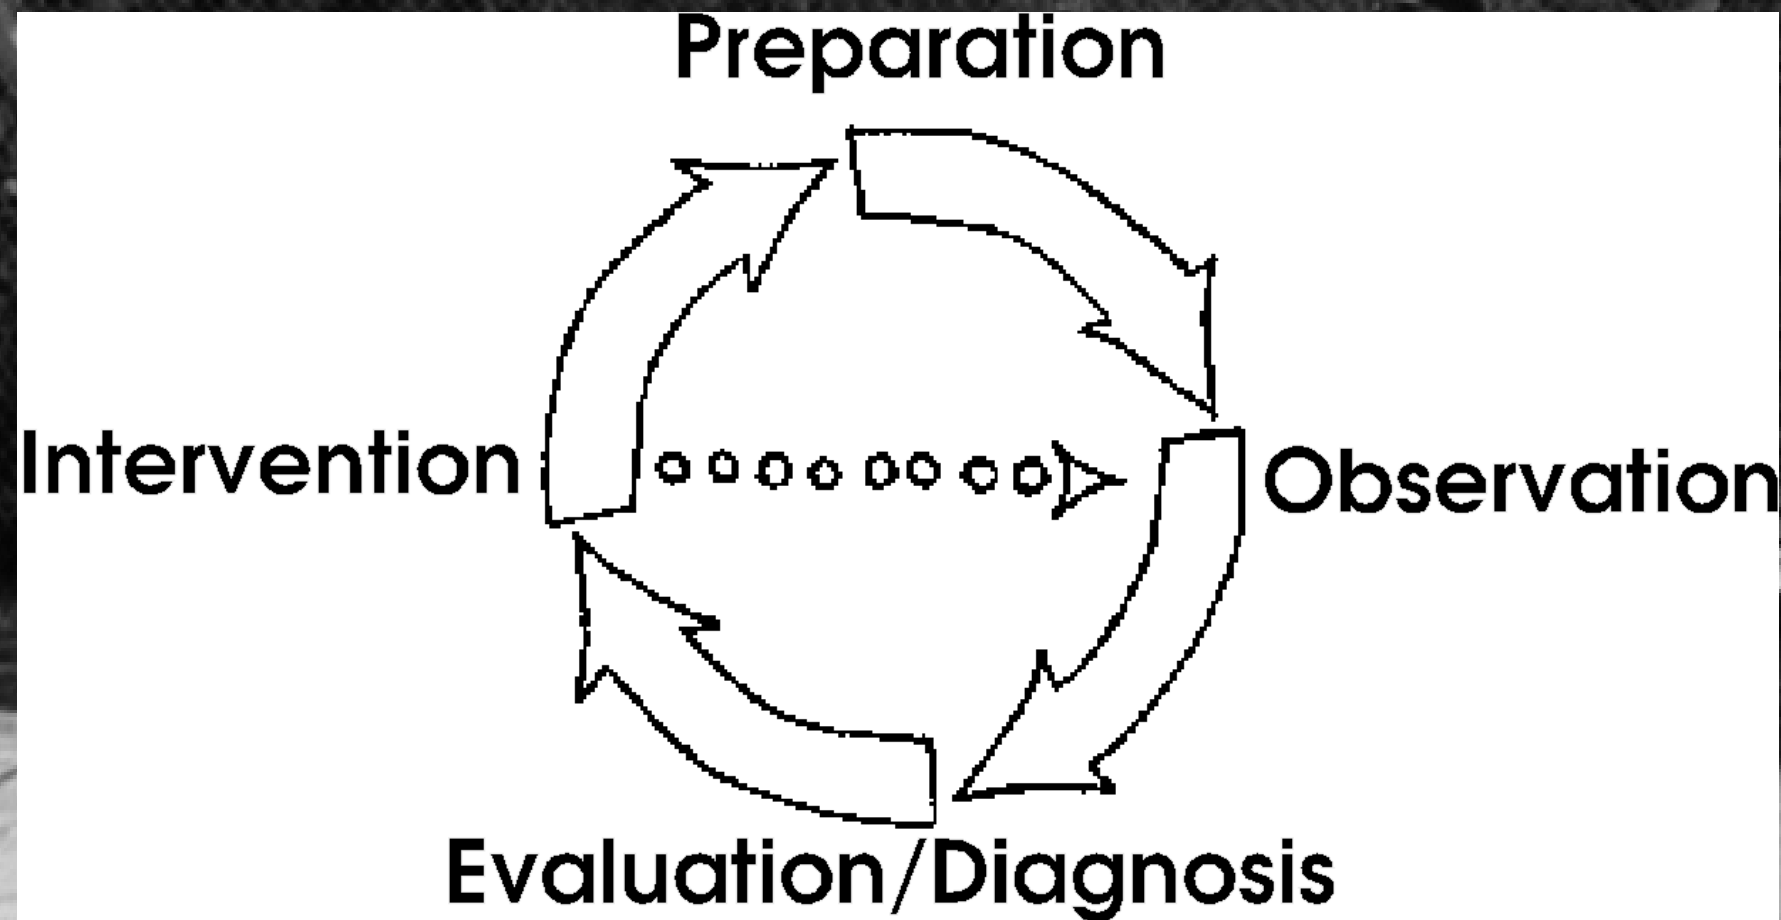 Preparation
Intervention
Observation
Evaluation/Diagnosis